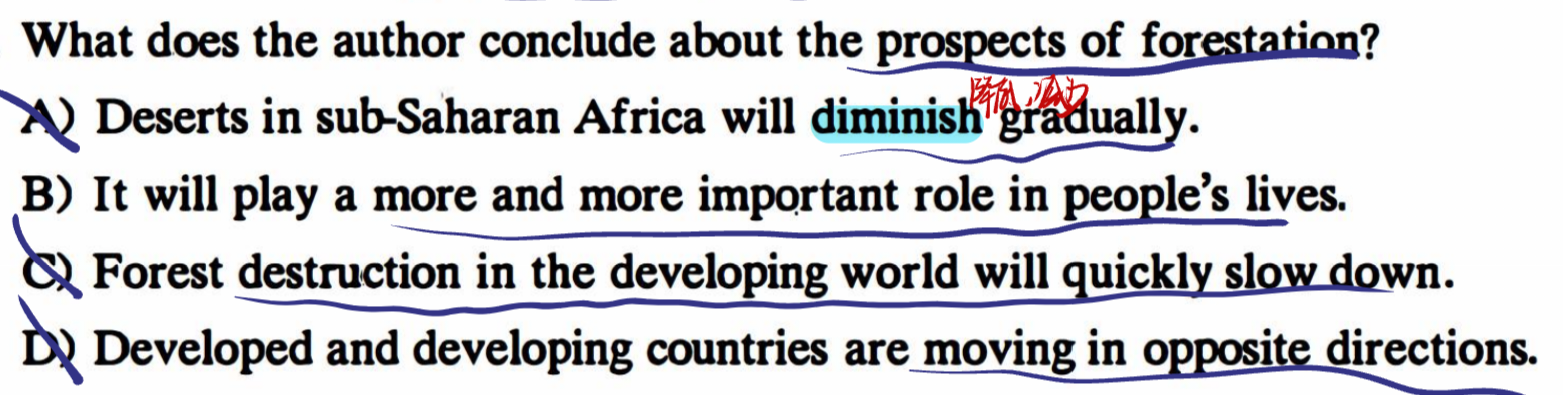 What does the author conclude about the prospects of forestation?
降低,减少
A) Deserts in sub-Saharan Africa will diminish gradually.
B) It will play a more and more important role in people's lives.
C) Forest destruction in the developing world will quickly slow down.
D) Developed and developing countries are moving in opposite directions.